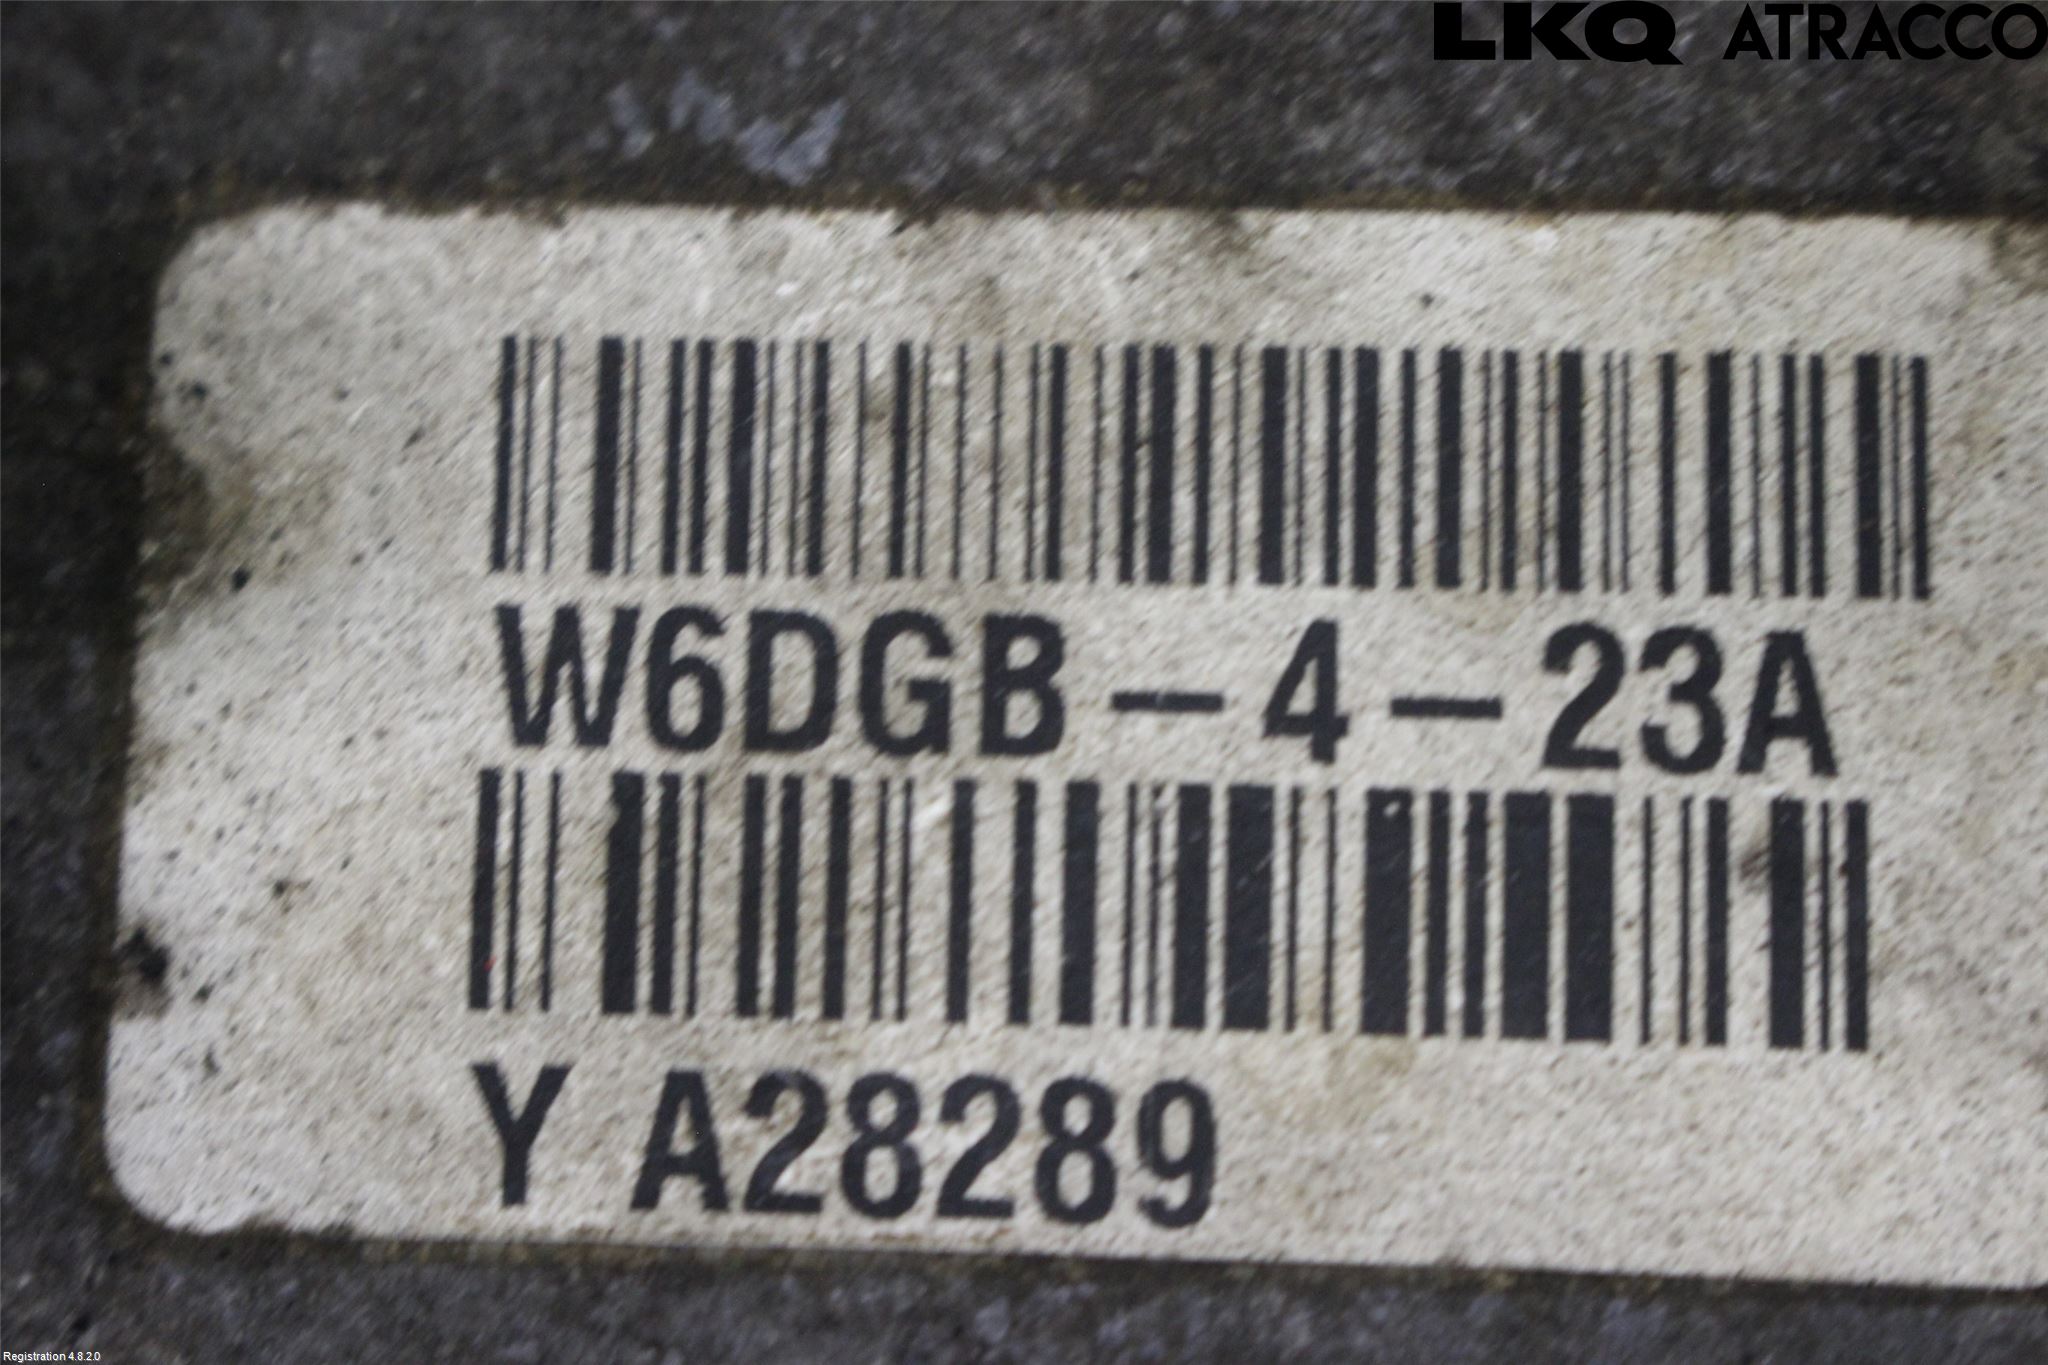 LKQ ATRACCO
W6DGB-4-23A
Y A28289
Registration 4.8.2.0